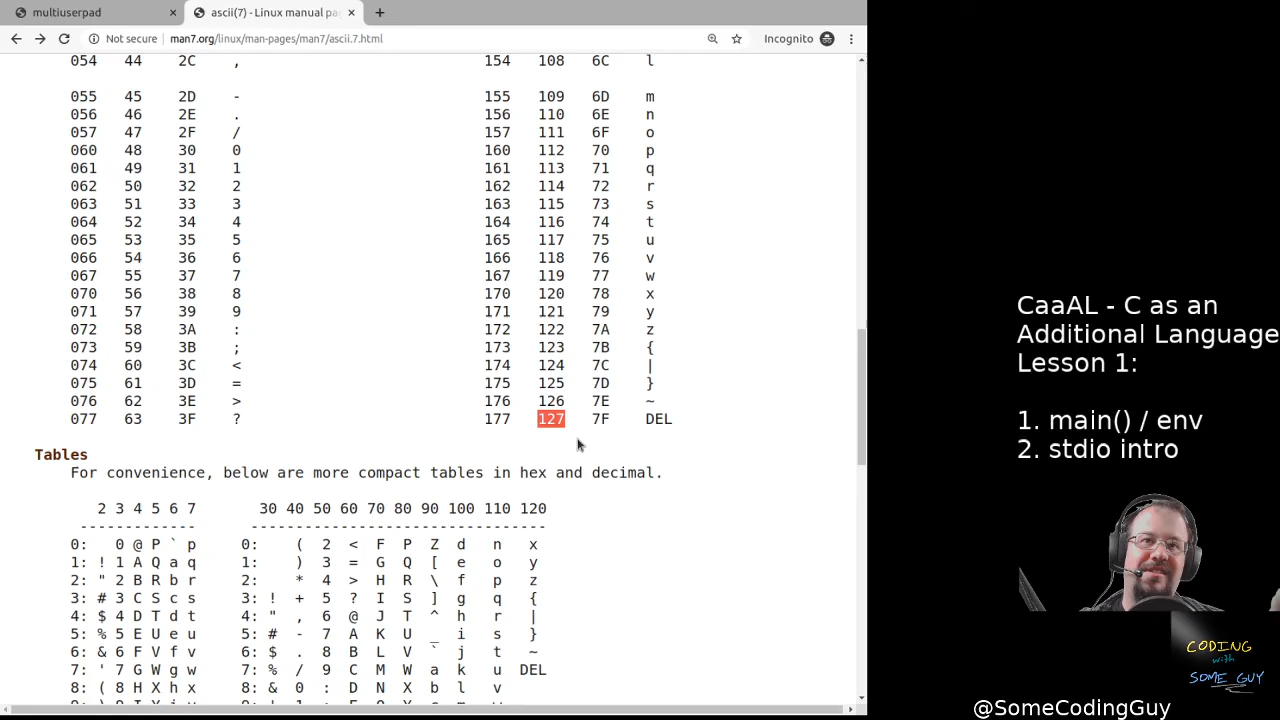 multiuserpad
ascii(7) - Linux manual pa
Not secure
man7.org/linux/man-pages/man7/ascii.7.html
Incognito
054 44 2C , 154 108 6C l
055 45 2D - 155 109 6D m
056 46 2E . 156 110 6E n
057 47 2F / 157 111 6F o
060 48 30 0 160 112 70 p
061 49 31 1 161 113 71 q
062 50 32 2 162 114 72 r
063 51 33 3 163 115 73 s
064 52 34 4 164 116 74 t
065 53 35 5 165 117 75 u
066 54 36 6 166 118 76 v
067 55 37 7 167 119 77 w
070 56 38 8 170 120 78 x
071 57 39 9 171 121 79 y
072 58 3A : 172 122 7A z
073 59 3B ; 173 123 7B {
074 60 3C < 174 124 7C |
075 61 3D = 175 125 7D }
076 62 3E > 176 126 7E ~
077 63 3F ? 177 127 7F DEL
Tables
For convenience, below are more compact tables in hex and decimal.
2 3 4 5 6 7 30 40 50 60 70 80 90 100 110 120
------------- ---------------------------------
0: 0 @ P ` p 0: ( 2 < F P Z d n x
1: ! 1 A Q a q 1: ) 3 = G Q [ e o y
2: " 2 B R b r 2: * 4 > H R \ f p z
3: # 3 C S c s 3: ! + 5 ? I S ] g q {
4: $ 4 D T d t 4: " , 6 @ J T ^ h r |
5: % 5 E U e u 5: # - 7 A K U _ i s }
6: & 6 F V f v 6: $ . 8 B L V ` j t ~
7: ' 7 G W g w 7: % / 9 C M W a k u DEL
8: ( 8 H X h x 8: & 0 : D N X b l v
CaaAL - C as an
Additional Language
Lesson 1:
1. main() / env
2. stdio intro
CODING
with
SOME GUY
@SomeCodingGuy